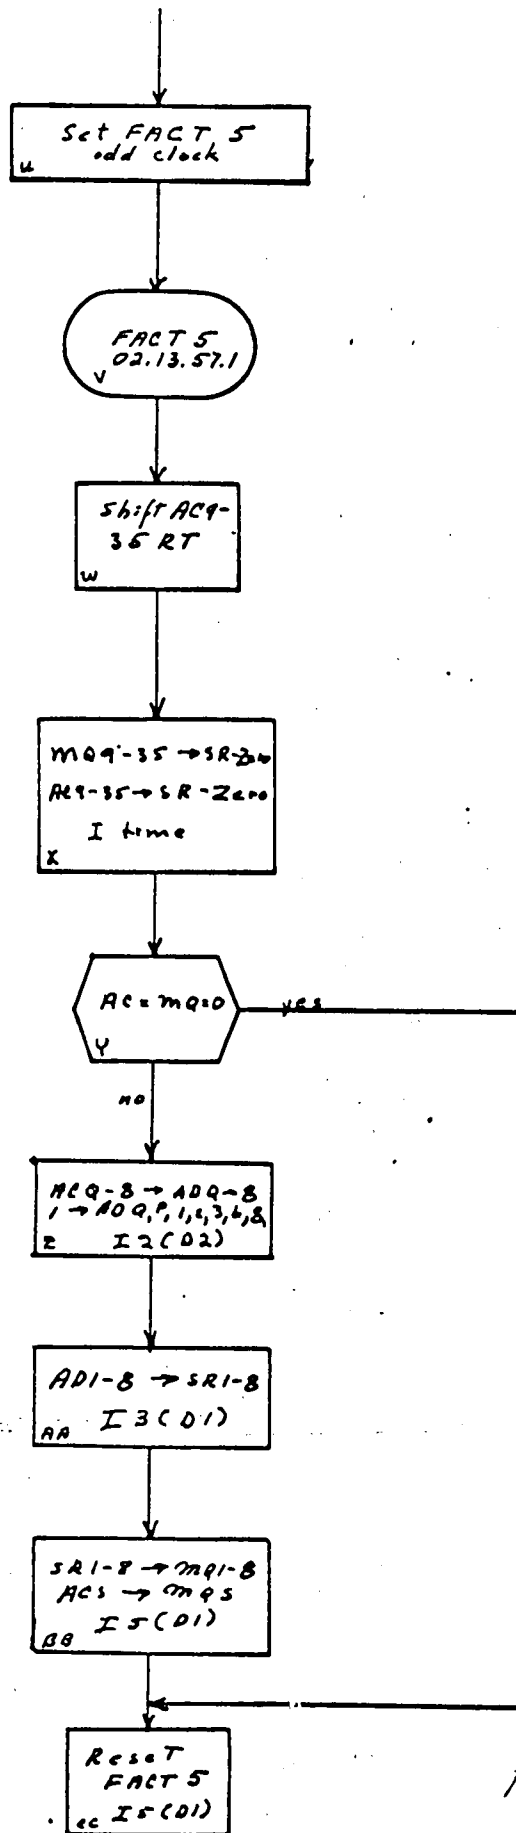 Set FACT 5
odd clock
U
FACT 5
02.13.57.1
V
Shift AC9-
35 RT
W
MQ9-35 → SR-Zero
AC9-35 → SR-Zero
I time
X
AC = MQ = 0
Y
yes
no
ACQ-8 → ADQ-8
1 → ADQ, P, 1, 2, 3, 6, 8,
Z I2 (D2)
AD1-8 → SR1-8
I3 (D1)
AA
SR1-8 → MQ1-8
ACS → MQS
I5 (D1)
BB
Reset
FACT 5
CC I5 (D1)